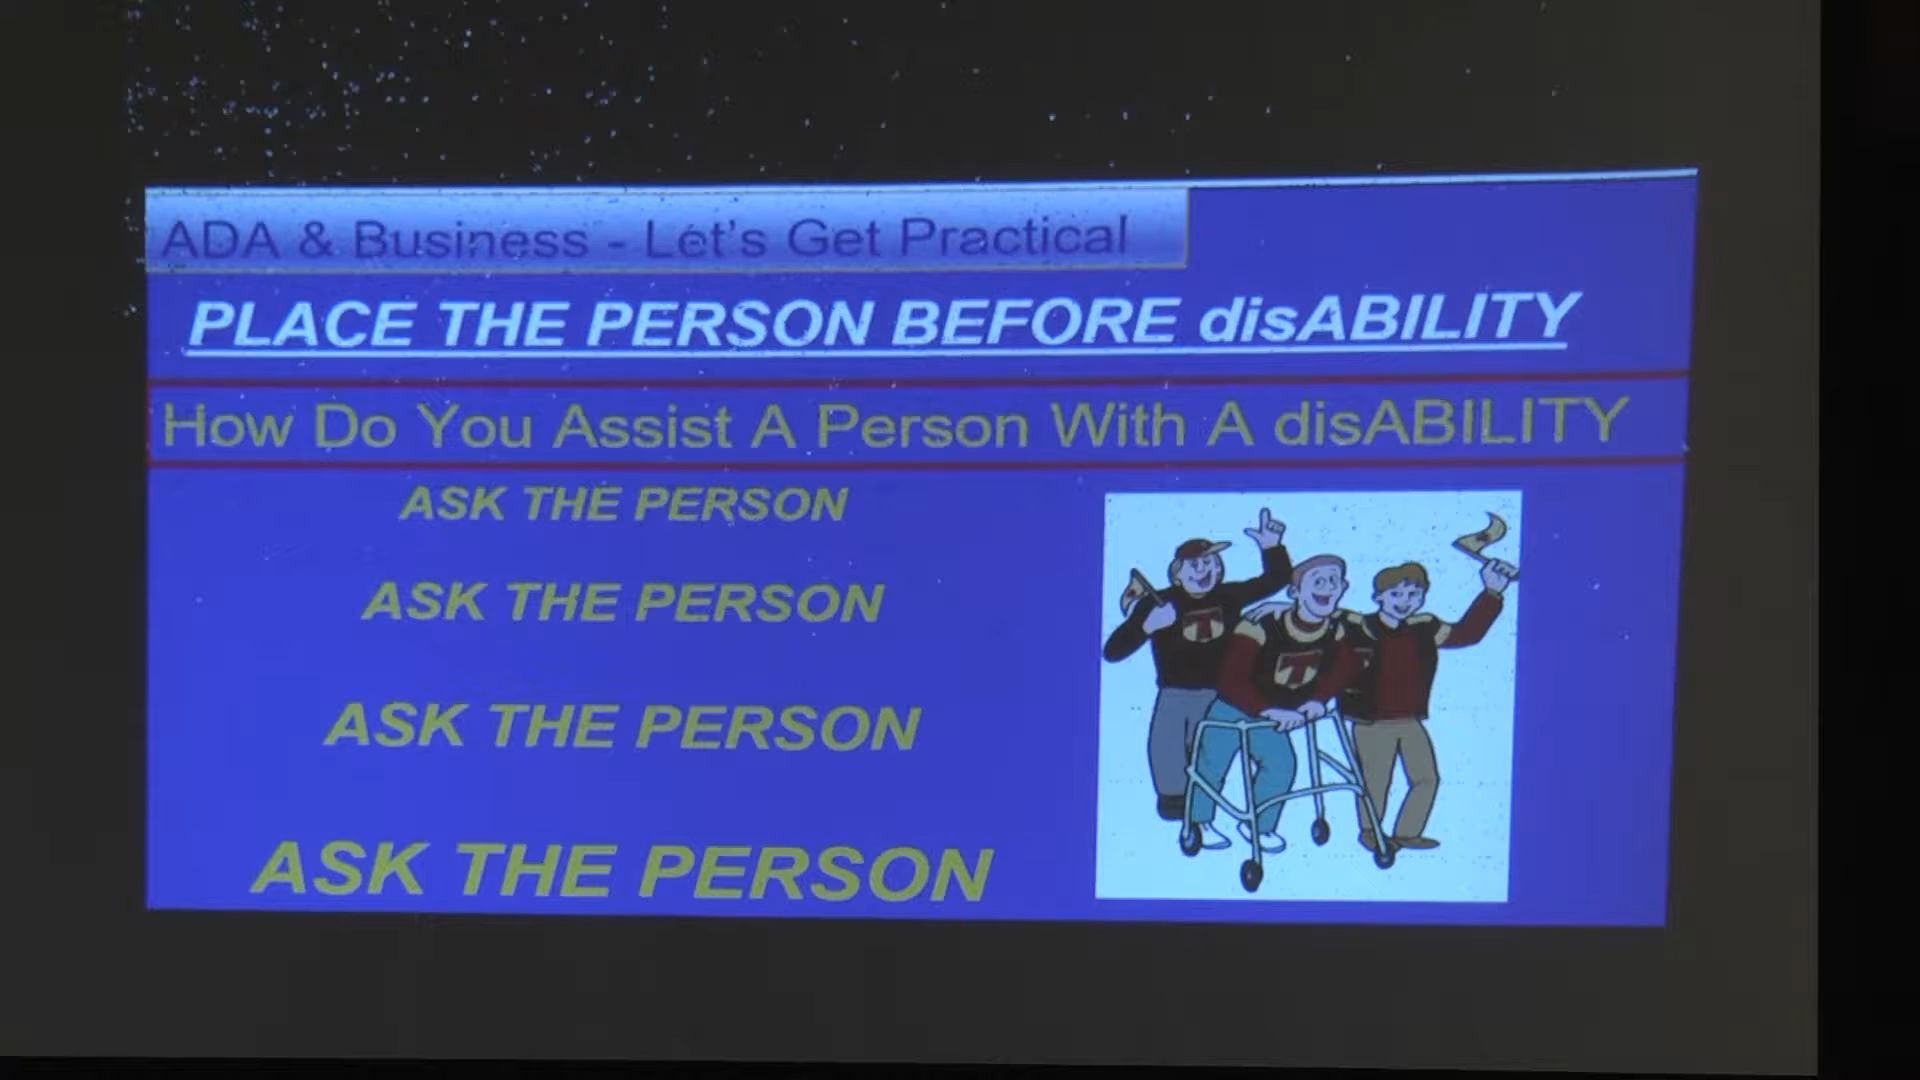 ADA & Business - Let's Get Practical
PLACE THE PERSON BEFORE disABILITY
How Do You Assist A Person With A disABILITY
ASK THE PERSON
ASK THE PERSON
ASK THE PERSON
ASK THE PERSON
T
T